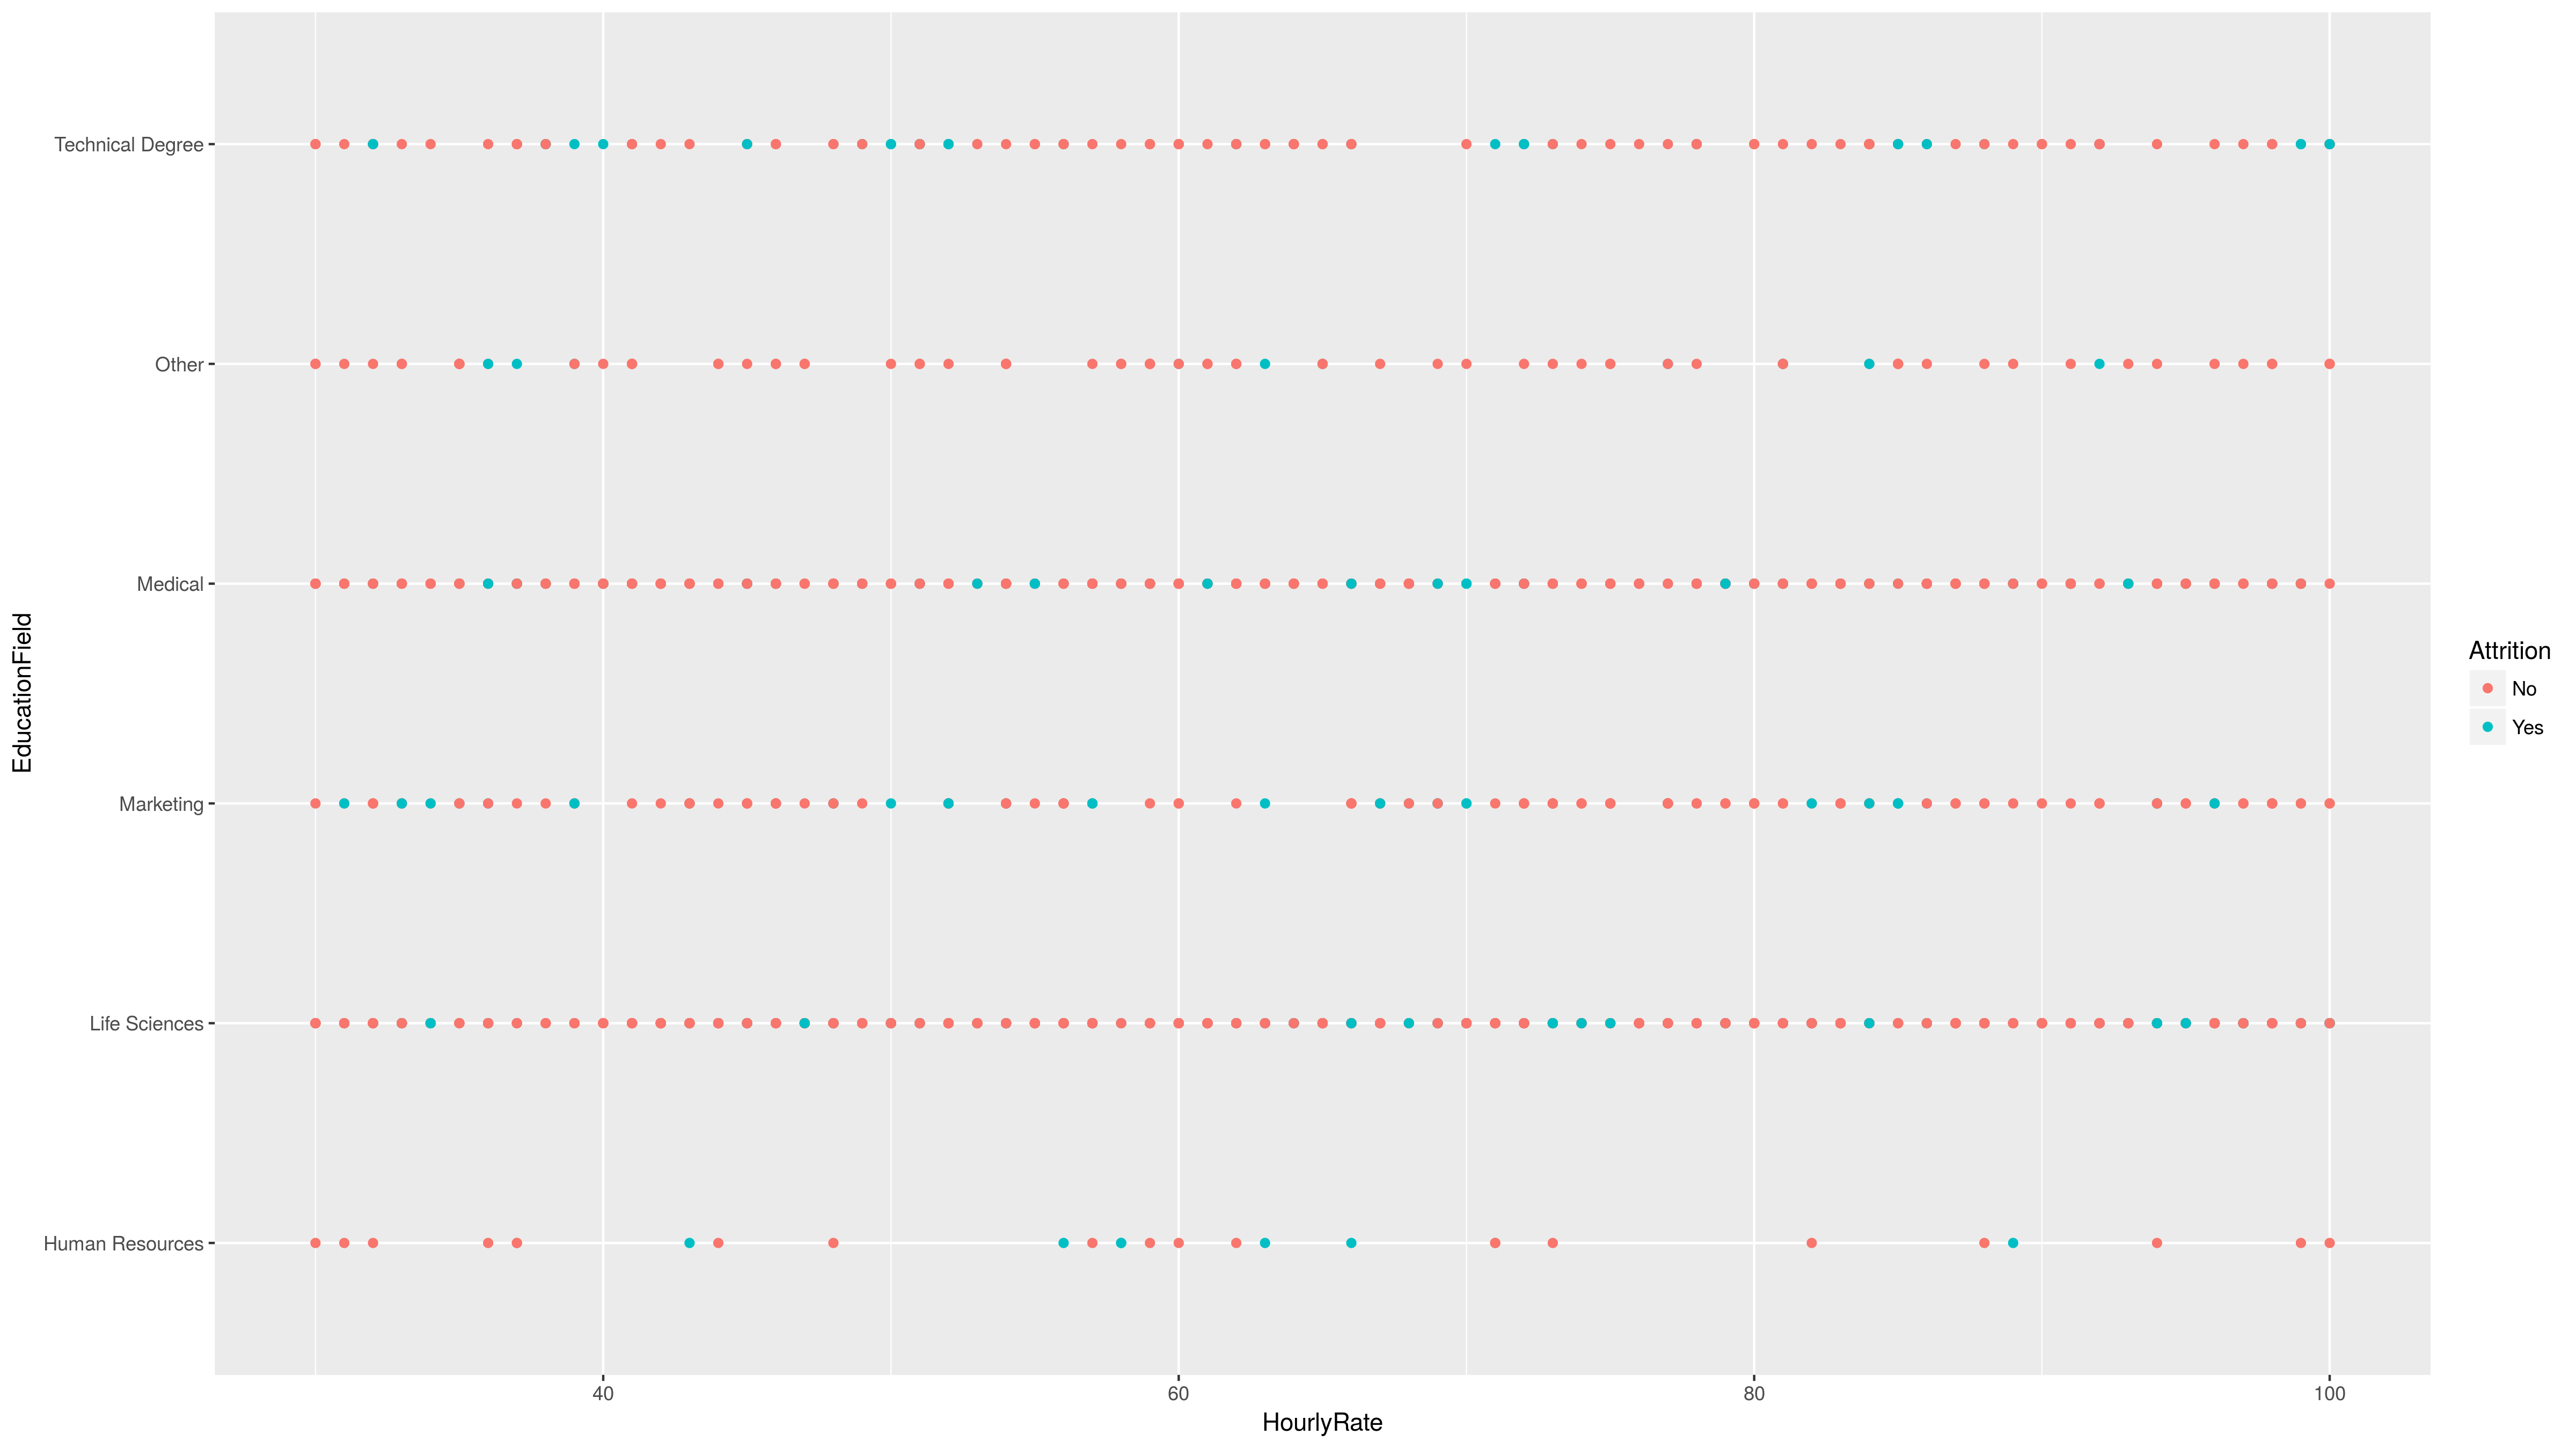 Technical Degree
Other
Medical
Marketing
Life Sciences
Human Resources
EducationField
40 60 80 100
HourlyRate
Attrition
No
Yes